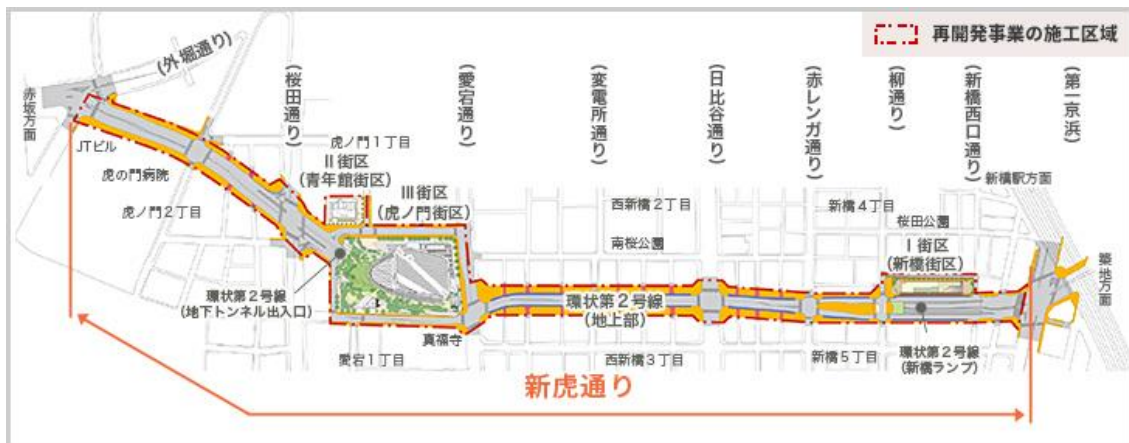 再開発事業の施工区域
赤坂方面
(外堀通り)
(桜田通り)
(愛宕通り)
(変電所通り)
(日比谷通り)
(赤レンガ通り)
(柳通り)
(新橋西口通り)
(第一京浜)
JTビル
虎の門病院
虎ノ門2丁目
虎ノ門1丁目
II街区
(青年館街区)
III街区
(虎ノ門街区)
西新橋2丁目
南桜公園
新橋4丁目
新橋駅方面
桜田公園
I街区
(新橋街区)
築地方面
環状第2号線
(地下トンネル出入口)
環状第2号線
(地上部)
愛宕1丁目
真福寺
西新橋3丁目
新橋5丁目
環状第2号線
(新橋ランプ)
新虎通り